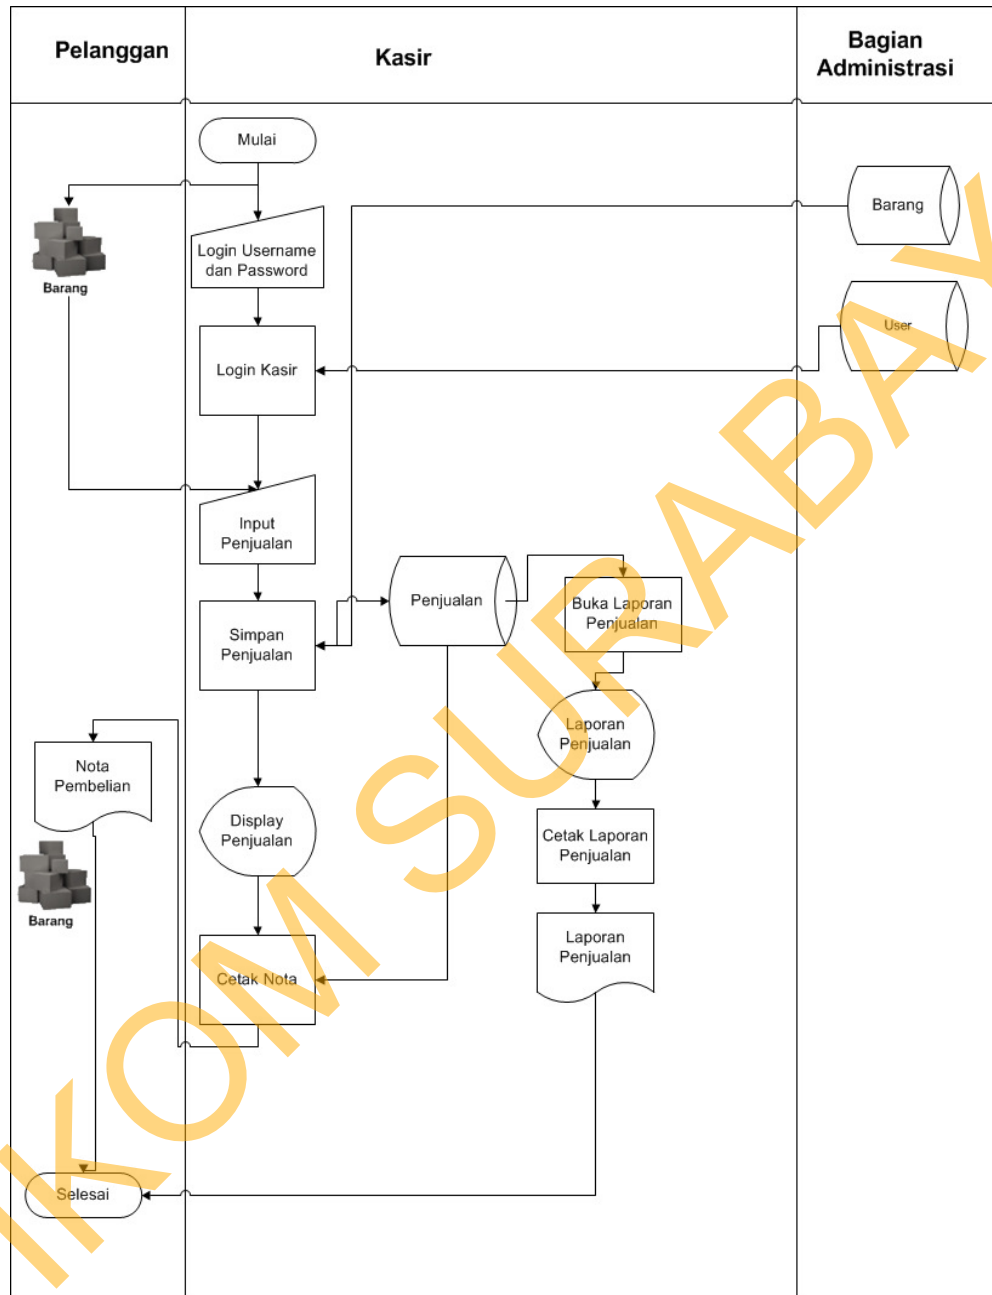 Pelanggan
Kasir
Bagian
Administrasi
Mulai
Barang
Barang
Login Username
dan Password
User
Login Kasir
Input
Penjualan
Penjualan
Buka Laporan
Penjualan
Simpan
Penjualan
Laporan
Penjualan
Nota
Pembelian
Display
Penjualan
Cetak Laporan
Penjualan
Barang
Laporan
Penjualan
Cetak Nota
Selesai
IKOM SURABAY